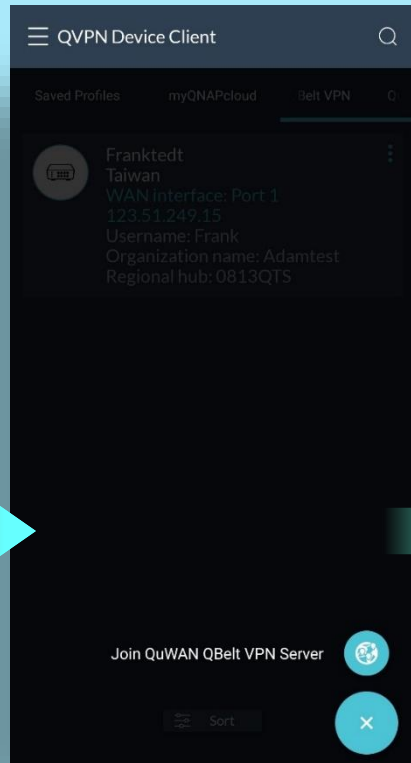 QVPN Device Client
Saved Profiles myQNAPcloud Belt VPN Q
Franktedt
Taiwan
WAN interface: Port 1
123.51.249.15
Username: Frank
Organization name: Adamtest
Regional hub: 0813QTS
Join QuWAN QBelt VPN Server
Sort